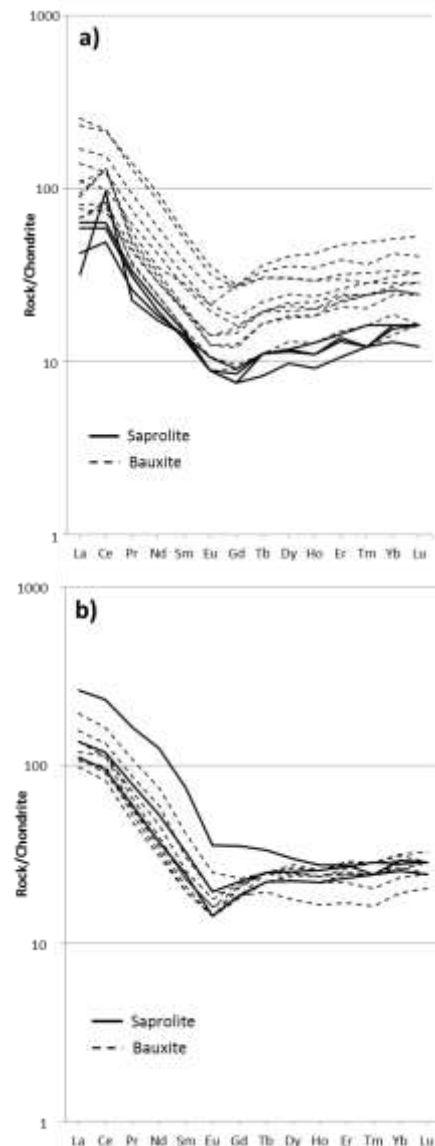 a)
1000
100
10
1
Rock/Chondrite
Saprolite
Bauxite
La Ce Pr Nd Sm Eu Gd Tb Dy Ho Er Tm Yb Lu
b)
1000
100
10
1
Rock/Chondrite
Saprolite
Bauxite
La Ce Pr Nd Sm Eu Gd Tb Dy Ho Er Tm Yb Lu